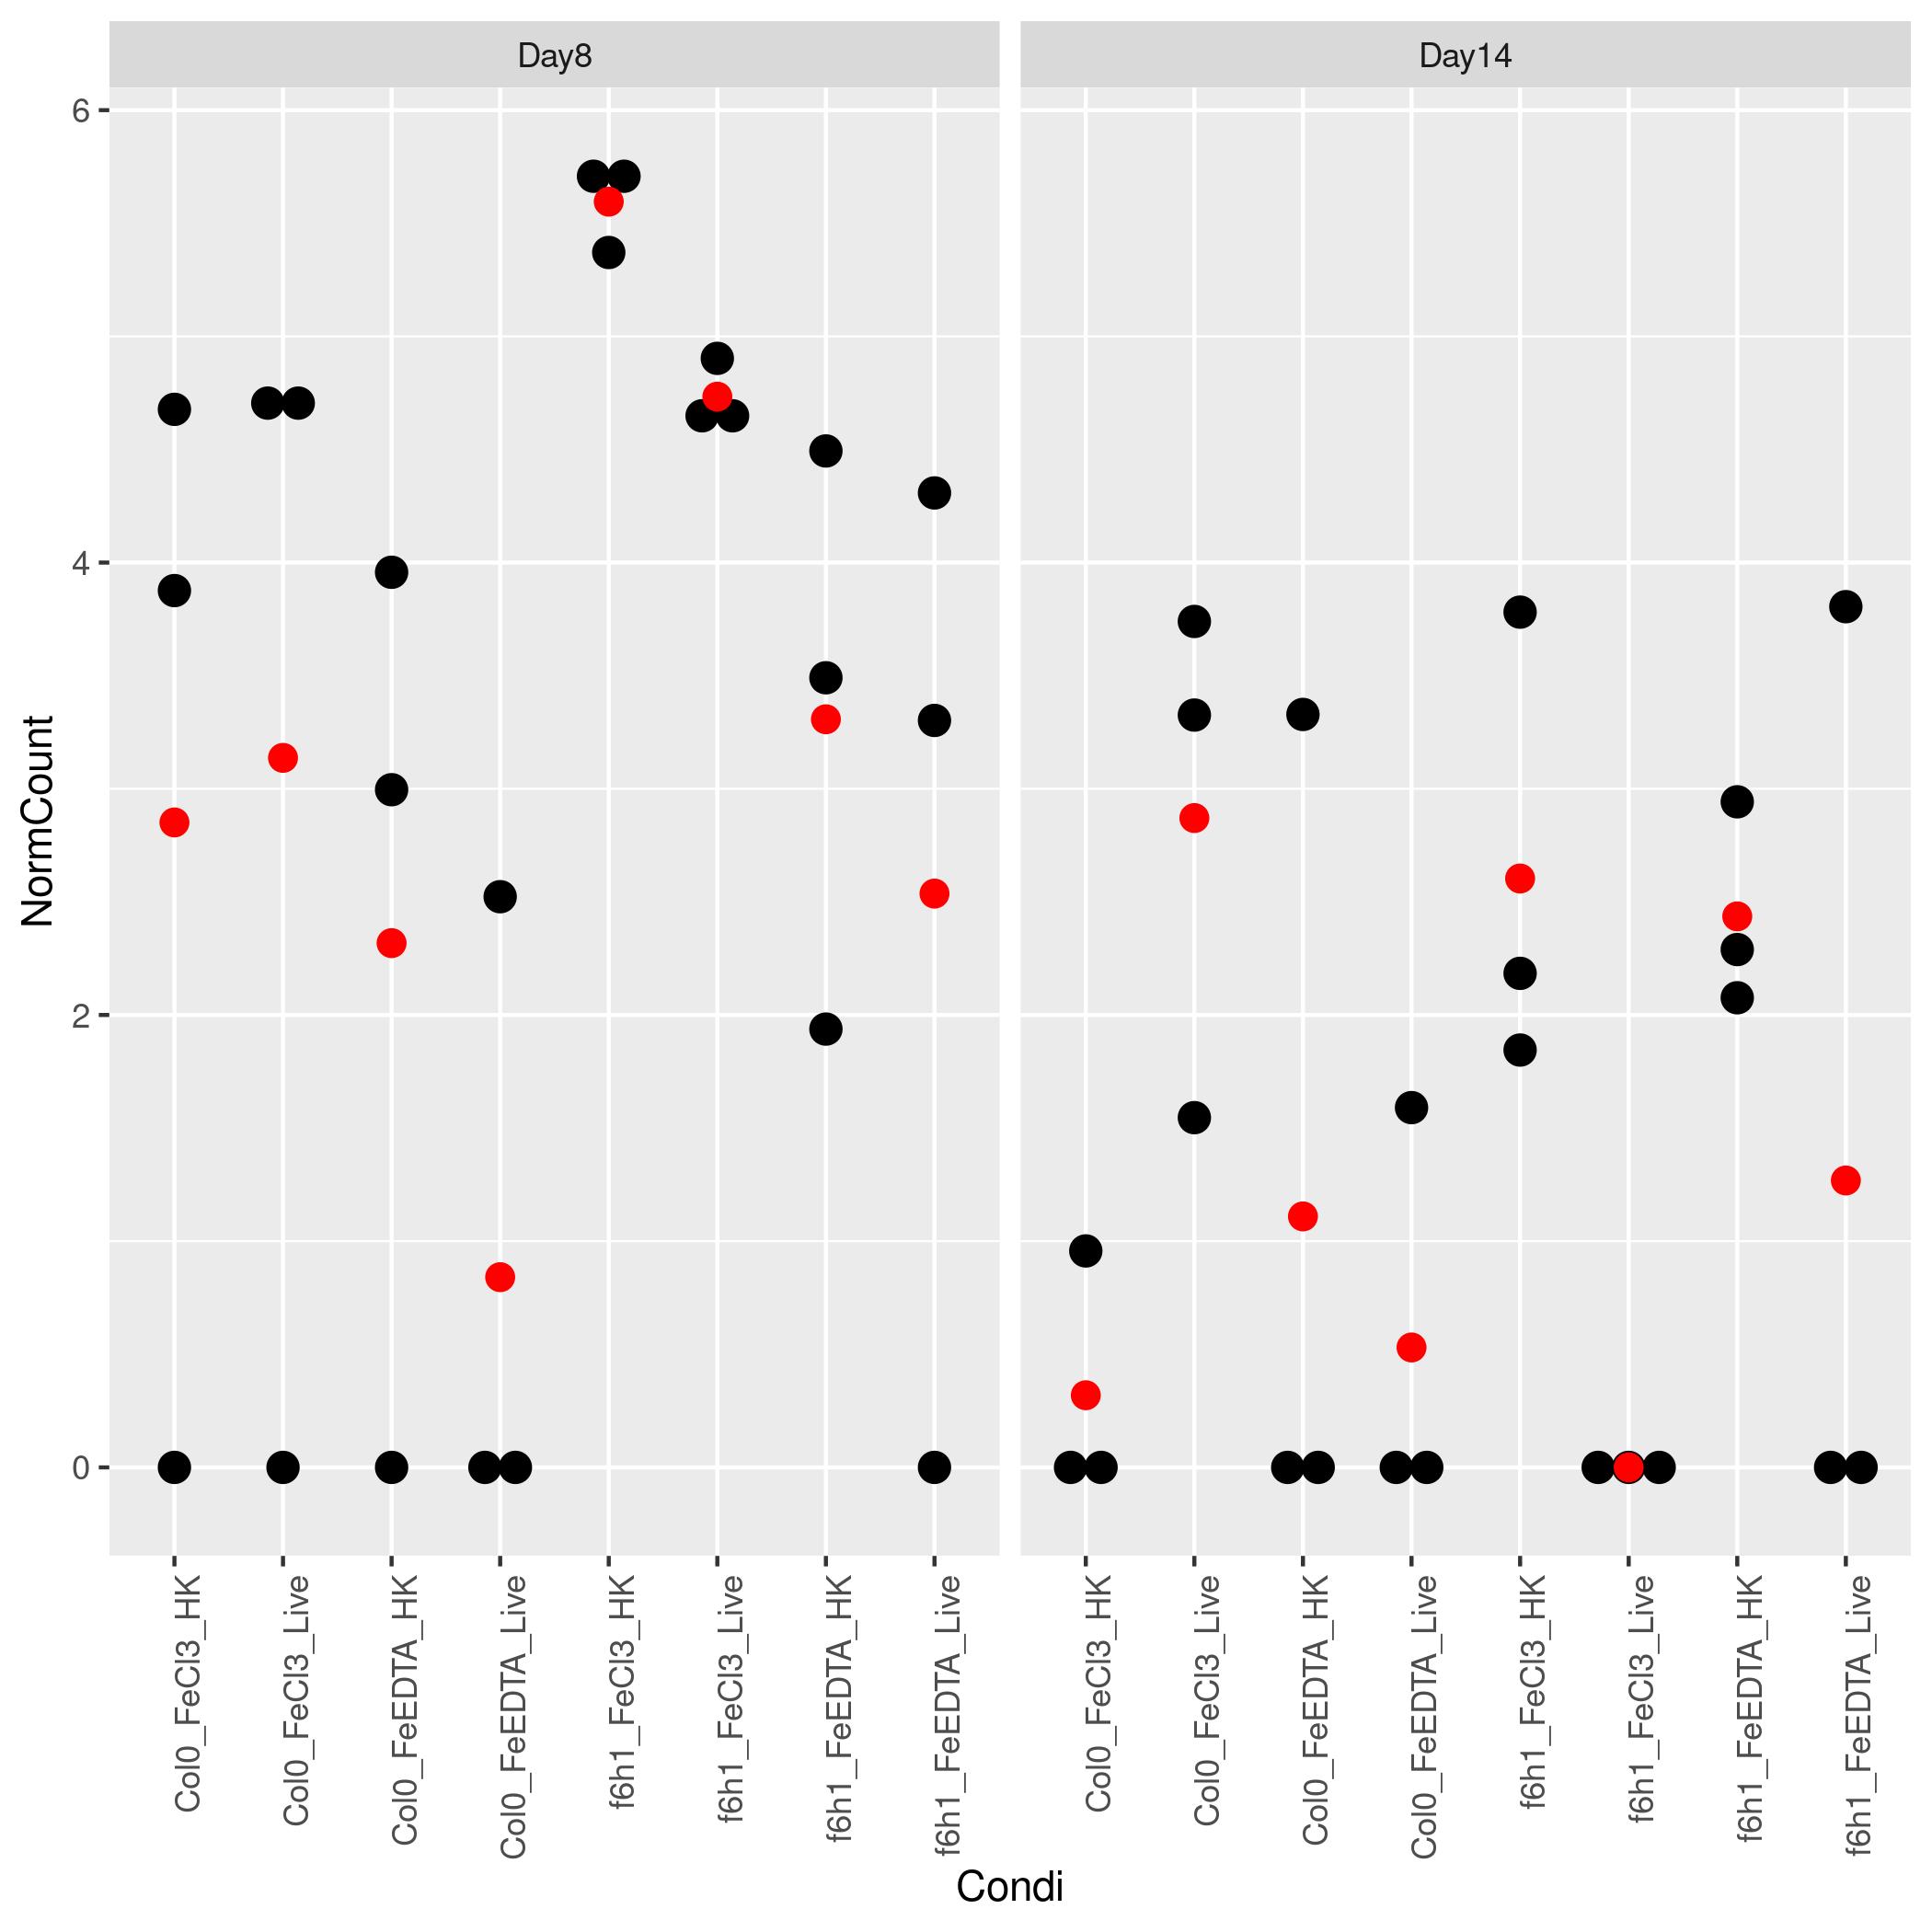 Day8
Day14
NormCount
6
4
2
0
Col0_FeCl3_HK
Col0_FeCl3_Live
Col0_FeEDTA_HK
Col0_FeEDTA_Live
f6h1_FeCl3_HK
f6h1_FeCl3_Live
f6h1_FeEDTA_HK
f6h1_FeEDTA_Live
Col0_FeCl3_HK
Col0_FeCl3_Live
Col0_FeEDTA_HK
Col0_FeEDTA_Live
f6h1_FeCl3_HK
f6h1_FeCl3_Live
f6h1_FeEDTA_HK
f6h1_FeEDTA_Live
Condi